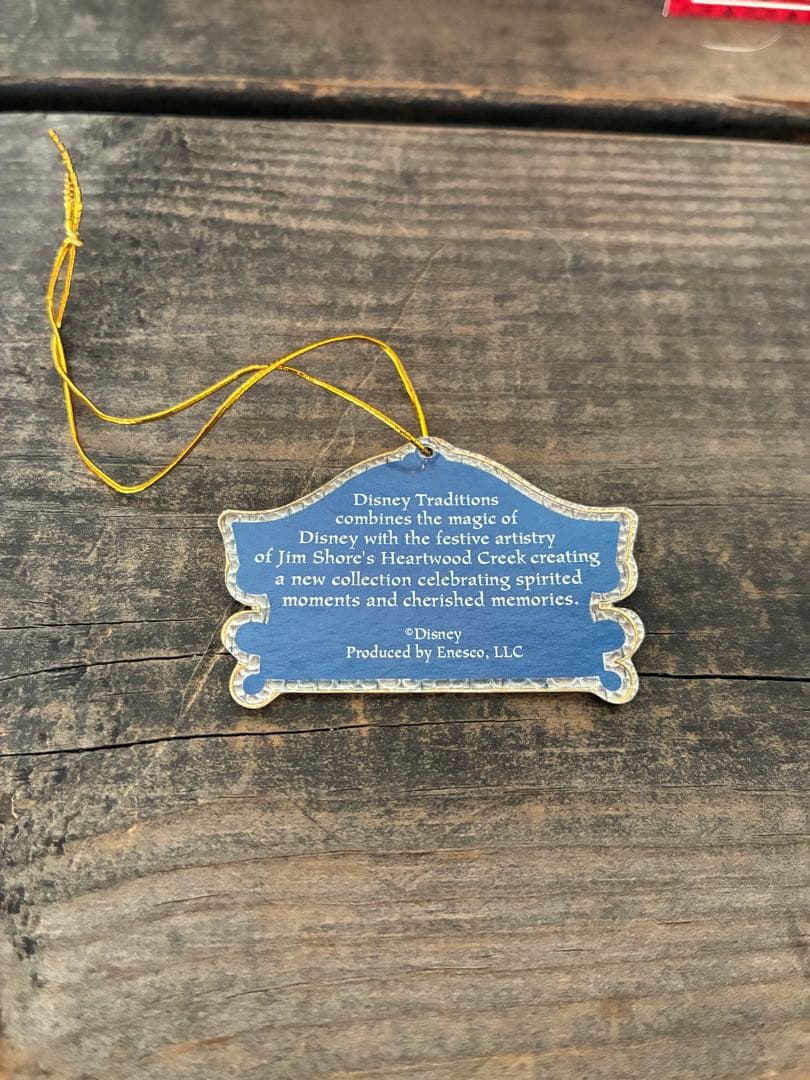 Disney Traditions
combines the magic of
Disney with the festive artistry
of Jim Shore's Heartwood Creek creating
a new collection celebrating spirited
moments and cherished memories.
©Disney
Produced by Enesco, LLC